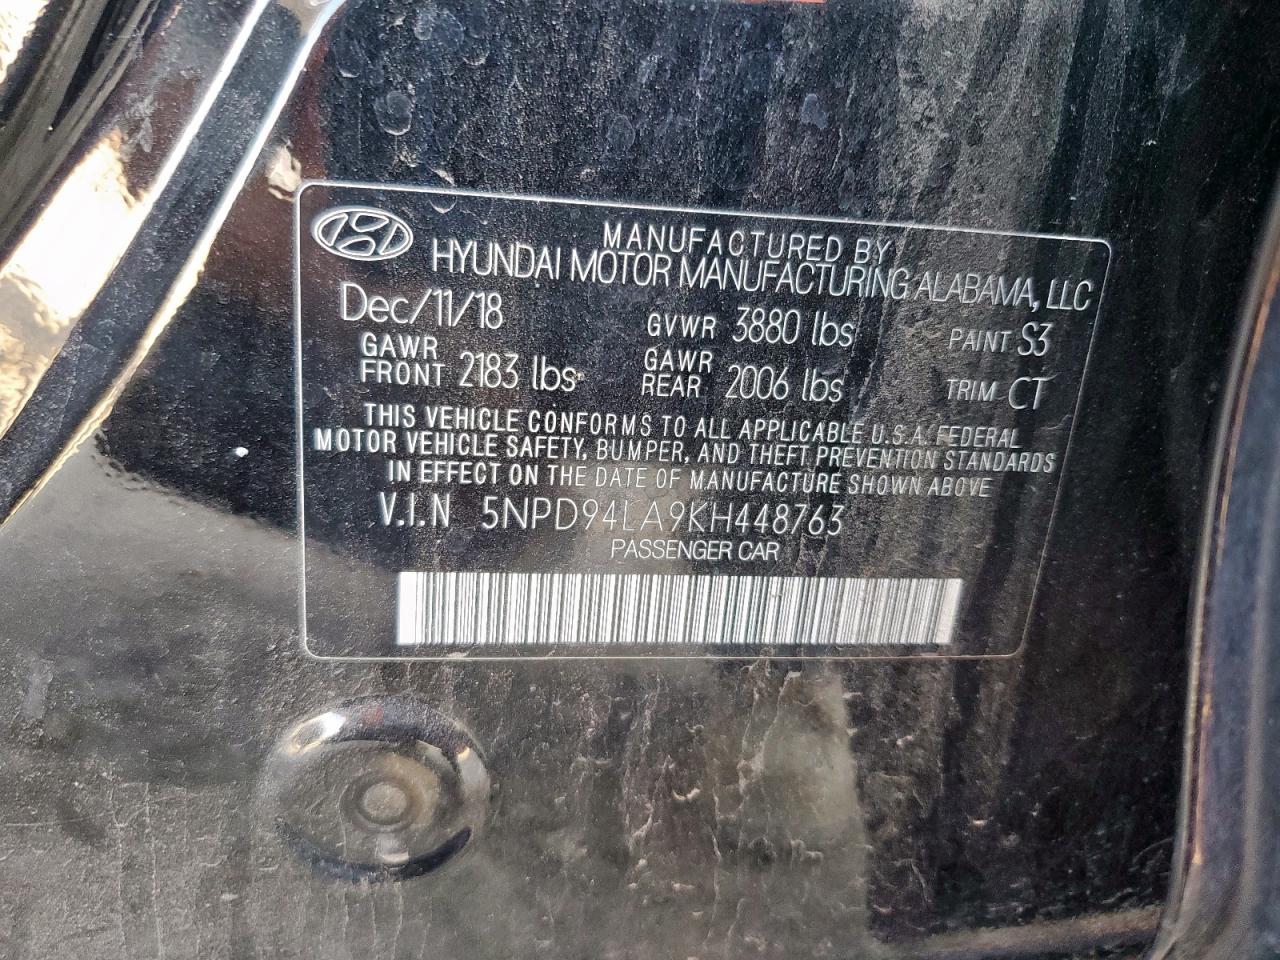 MANUFACTURED BY
HYUNDAI MOTOR MANUFACTURING ALABAMA, LLC
Dec/11/18 GVWR 3880 lbs PAINT S3
GAWR FRONT 2183 lbs GAWR REAR 2006 lbs TRIM CT
THIS VEHICLE CONFORMS TO ALL APPLICABLE U.S.A. FEDERAL
MOTOR VEHICLE SAFETY, BUMPER, AND THEFT PREVENTION STANDARDS
IN EFFECT ON THE DATE OF MANUFACTURE SHOWN ABOVE
V.I.N 5NPD94LA9KH448763
PASSENGER CAR